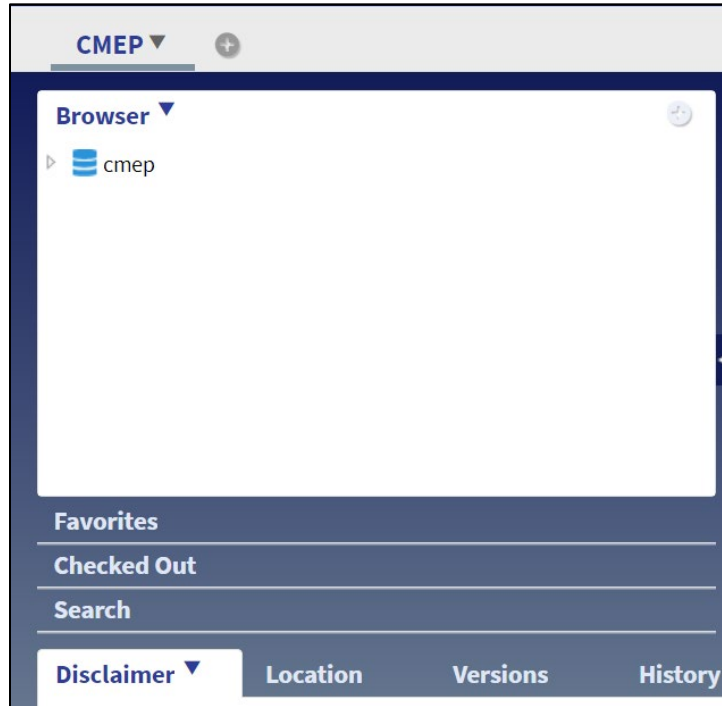 CMEP
Browser
cmep
Favorites
Checked Out
Search
Disclaimer Location Versions History